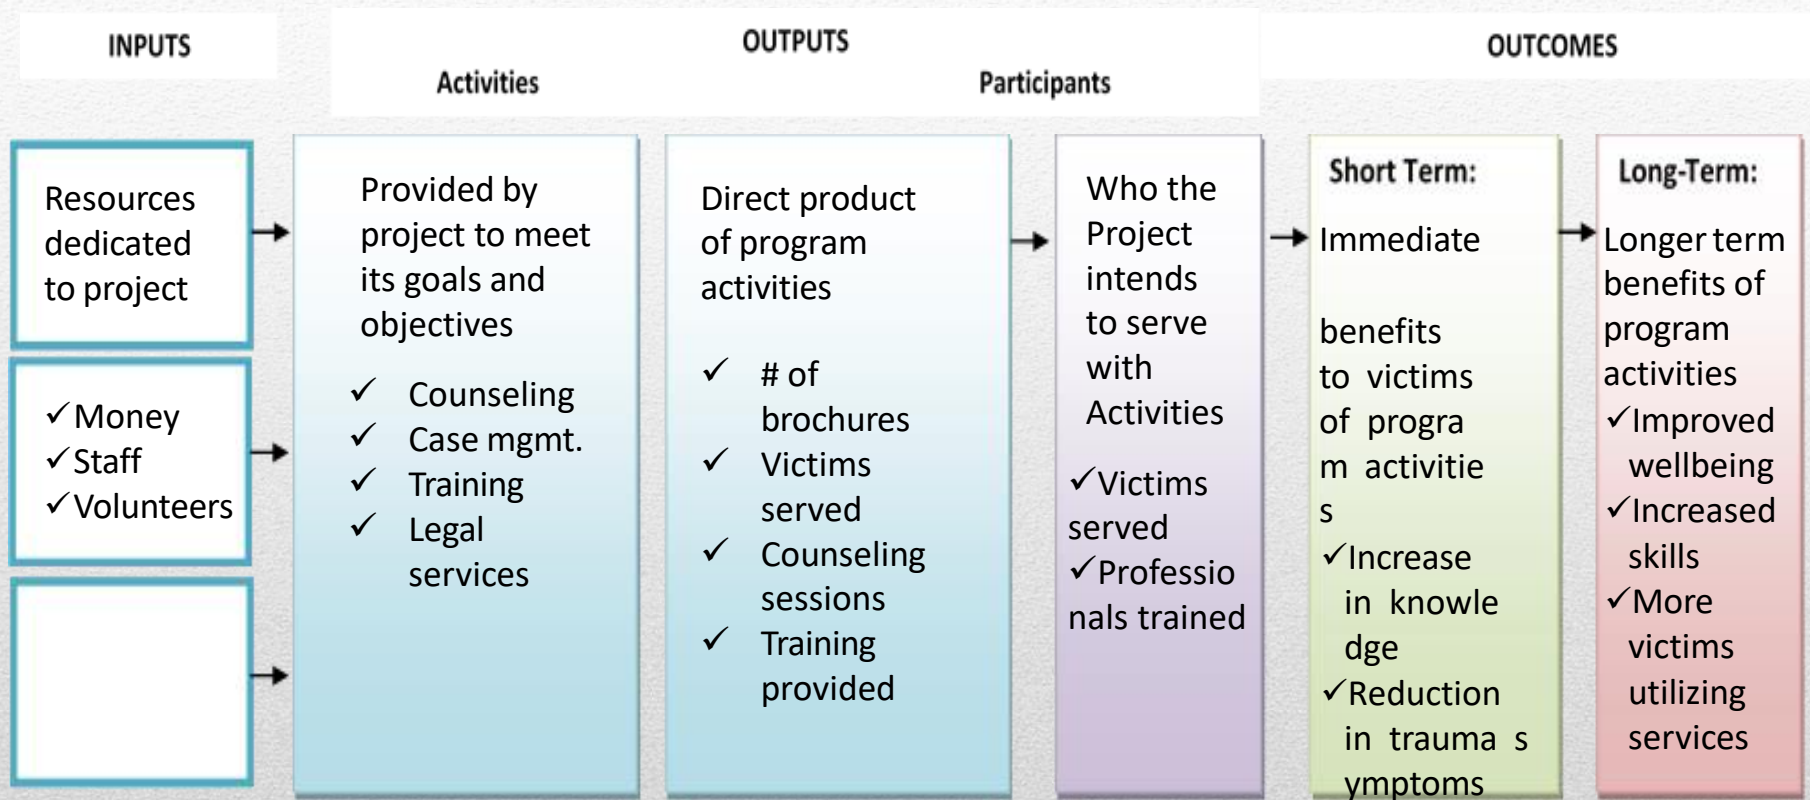 INPUTS
OUTPUTS
Activities
Participants
OUTCOMES
Resources
dedicated
to project
✓Money
✓Staff
✓Volunteers
Provided by
project to meet
its goals and
objectives
✓ Counseling
✓ Case mgmt.
✓ Training
✓ Legal
services
Direct product
of program
activities
✓ # of
brochures
✓ Victims
served
✓ Counseling
sessions
✓ Training
provided
Who the
Project
intends
to serve
with
Activities
✓Victims
served
✓Professio
nals trained
Short Term:
Immediate
benefits
to victims
of progra
m activitie
s
✓Increase
in knowle
dge
✓Reduction
in trauma s
ymptoms
Long-Term:
Longer term
benefits of
program
activities
✓Improved
wellbeing
✓Increased
skills
✓More
victims
utilizing
services